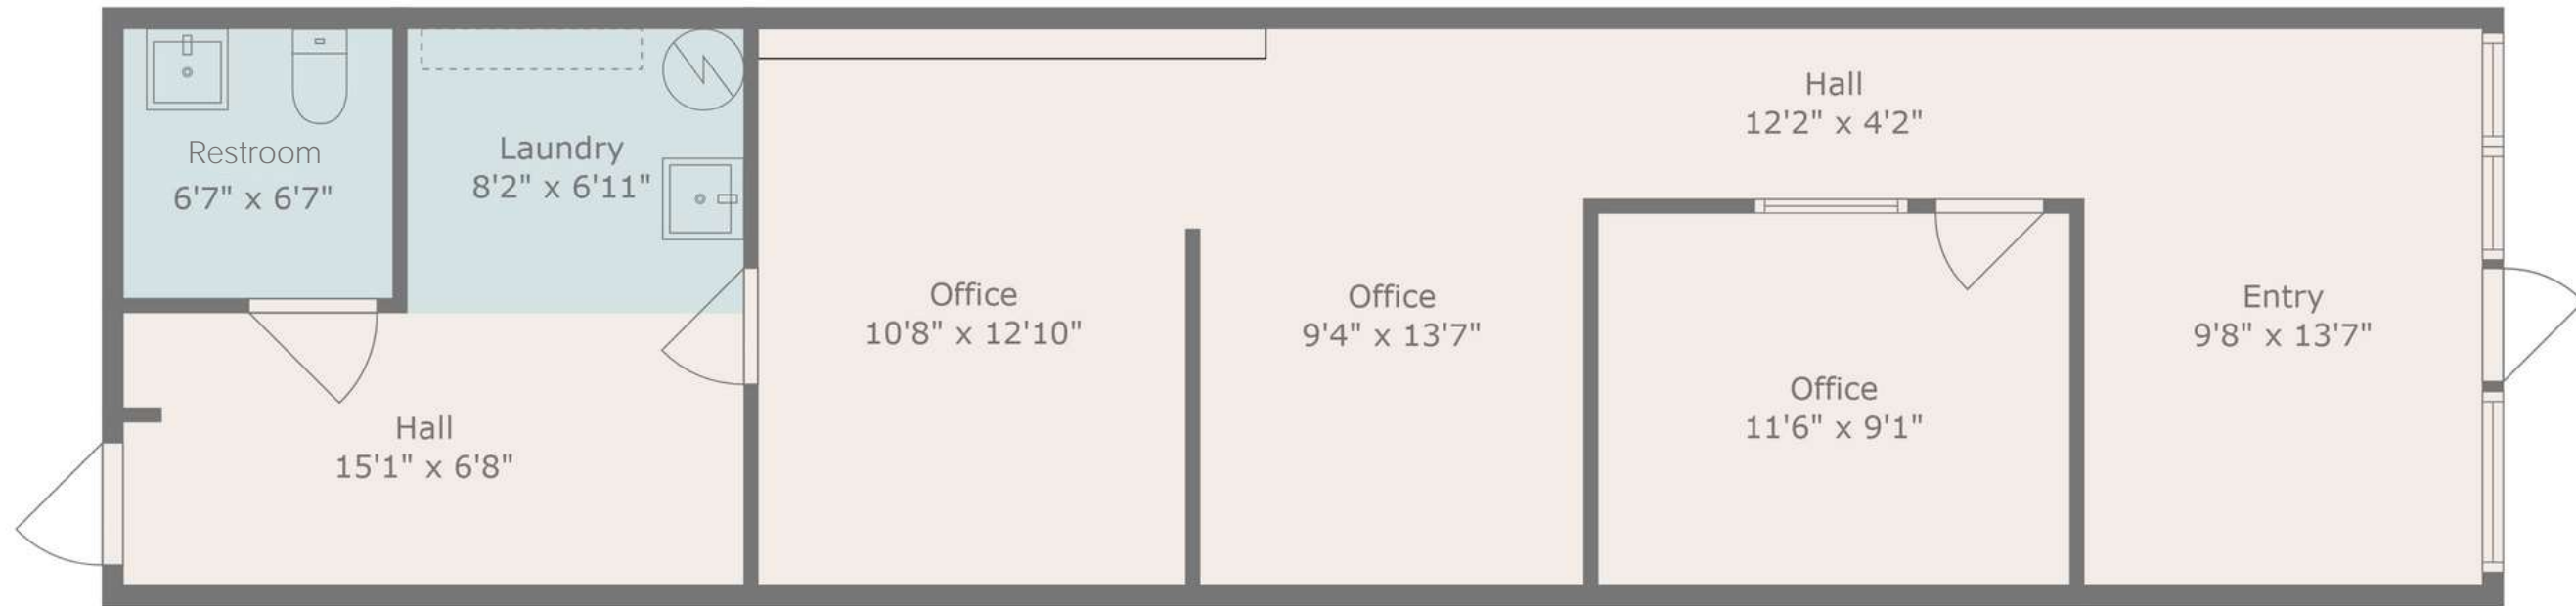 Restroom
6'7" x 6'7"
Laundry
8'2" x 6'11"
Hall
15'1" x 6'8"
Office
10'8" x 12'10"
Office
9'4" x 13'7"
Hall
12'2" x 4'2"
Office
11'6" x 9'1"
Entry
9'8" x 13'7"